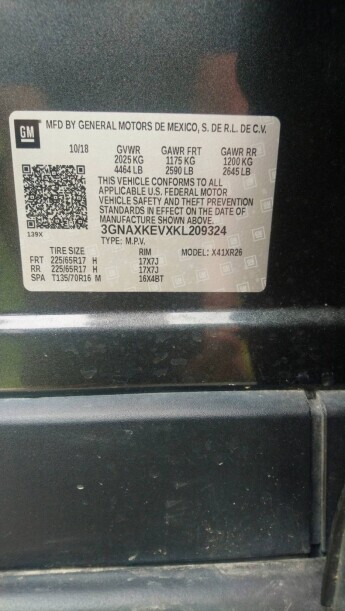 GM
MFD BY GENERAL MOTORS DE MEXICO, S. DE R.L. DE C.V.
10/18 GVWR GAWR FRT GAWR RR
2025 KG 1175 KG 1200 KG
4464 LB 2590 LB 2645 LB
THIS VEHICLE CONFORMS TO ALL
APPLICABLE U.S. FEDERAL MOTOR
VEHICLE SAFETY AND THEFT PREVENTION
STANDARDS IN EFFECT ON THE DATE OF
MANUFACTURE SHOWN ABOVE.
139X 3GNAXKEVXKL209324
TYPE: M.P.V.
TIRE SIZE RIM MODEL: X41XR26
FRT 225/65R17 H 17X7J
RR 225/65R17 H 17X7J
SPA T135/70R16 M 16X4BT